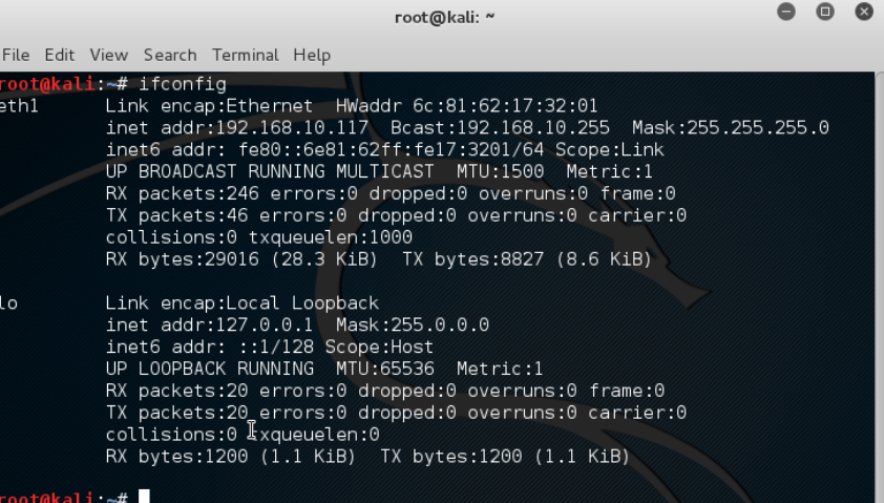 root@kali: ~
File Edit View Search Terminal Help
root@kali:~# ifconfig
eth1 Link encap:Ethernet HWaddr 6c:81:62:17:32:01
inet addr:192.168.10.117 Bcast:192.168.10.255 Mask:255.255.255.0
inet6 addr: fe80::6e81:62ff:fe17:3201/64 Scope:Link
UP BROADCAST RUNNING MULTICAST MTU:1500 Metric:1
RX packets:246 errors:0 dropped:0 overruns:0 frame:0
TX packets:46 errors:0 dropped:0 overruns:0 carrier:0
collisions:0 txqueuelen:1000
RX bytes:29016 (28.3 KiB) TX bytes:8827 (8.6 KiB)
lo Link encap:Local Loopback
inet addr:127.0.0.1 Mask:255.0.0.0
inet6 addr: ::1/128 Scope:Host
UP LOOPBACK RUNNING MTU:65536 Metric:1
RX packets:20 errors:0 dropped:0 overruns:0 frame:0
TX packets:20 errors:0 dropped:0 overruns:0 carrier:0
collisions:0 txqueuelen:0
RX bytes:1200 (1.1 KiB) TX bytes:1200 (1.1 KiB)
root@kali:~#